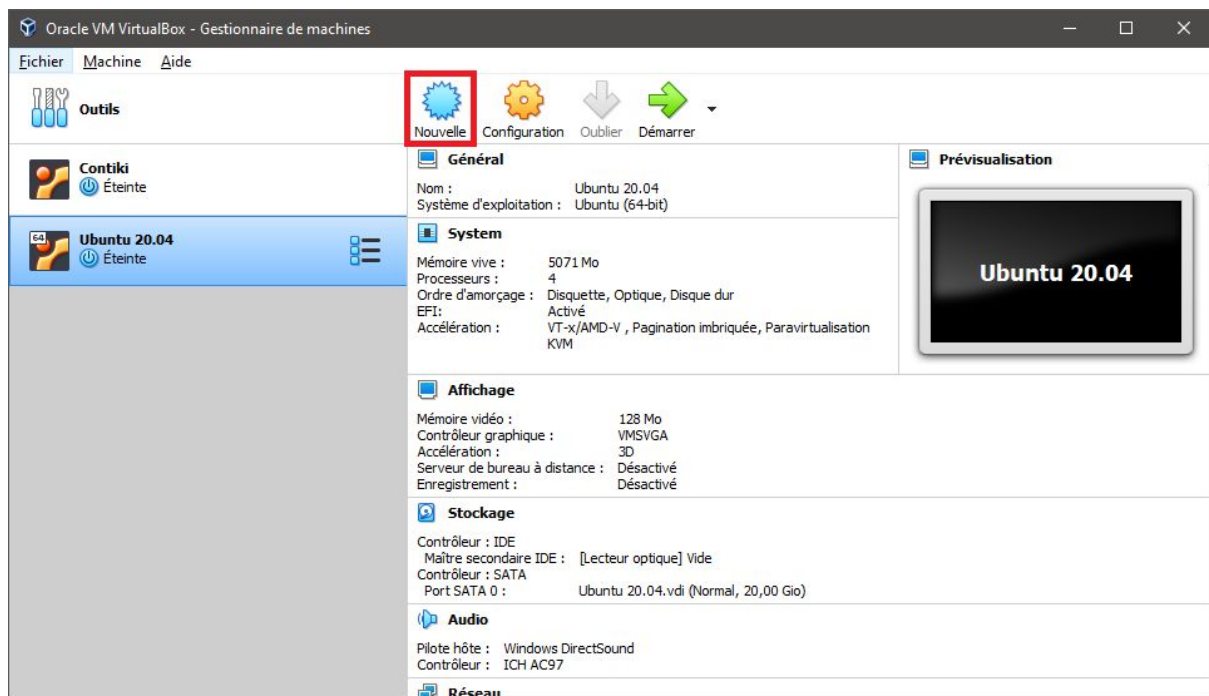 Oracle VM VirtualBox - Gestionnaire de machines
Fichier Machine Aide
Outils
Nouvelle Configuration Oublier Démarrer
Contiki
Éteinte
64
Ubuntu 20.04
Éteinte
Général
Nom : Ubuntu 20.04
Système d'exploitation : Ubuntu (64-bit)
System
Mémoire vive : 5071 Mo
Processeurs : 4
Ordre d'amorçage : Disquette, Optique, Disque dur
EFI: Activé
Accélération : VT-x/AMD-V , Pagination imbriquée, Paravirtualisation
KVM
Prévisualisation
Ubuntu 20.04
Affichage
Mémoire vidéo : 128 Mo
Contrôleur graphique : VMSVGA
Accélération : 3D
Serveur de bureau à distance : Désactivé
Enregistrement : Désactivé
Stockage
Contrôleur : IDE
Maître secondaire IDE : [Lecteur optique] Vide
Contrôleur : SATA
Port SATA 0 : Ubuntu 20.04.vdi (Normal, 20,00 Gio)
Audio
Pilote hôte : Windows DirectSound
Contrôleur : ICH AC97
Réseau